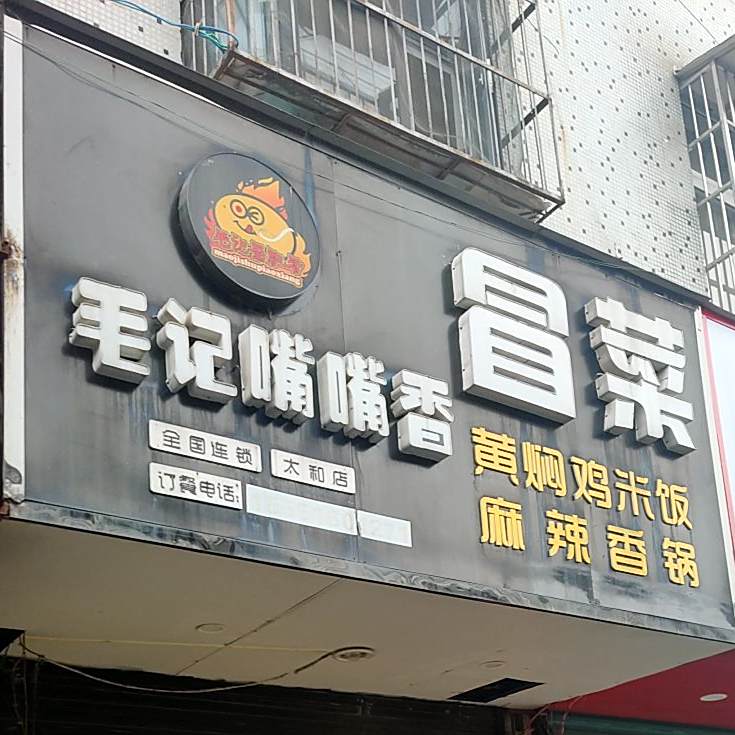 maojishupiaoxiang
毛记嘴嘴香
冒菜
全国连锁 太和店
订餐电话:
黄焖鸡米饭
麻辣香锅